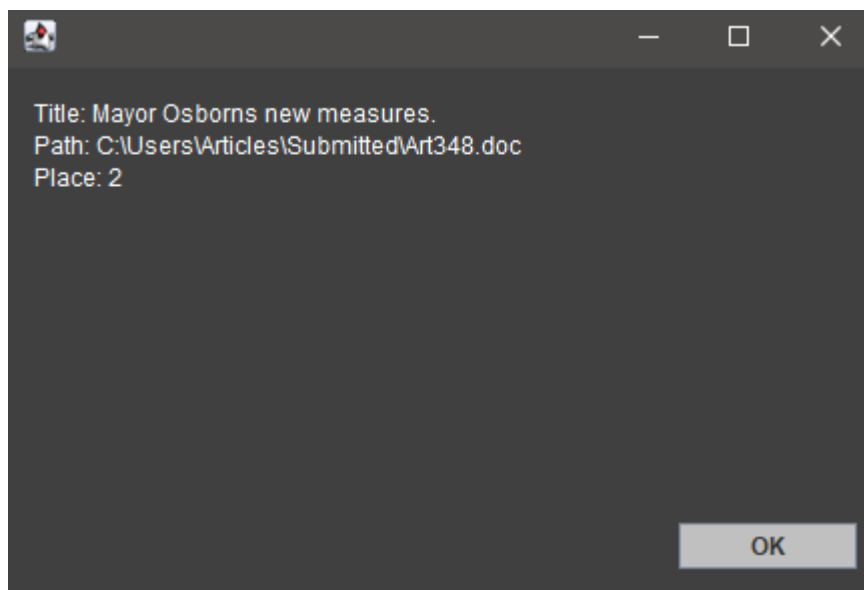 Title: Mayor Osborns new measures.
Path: C:\Users\Articles\Submitted\Art348.doc
Place: 2
OK